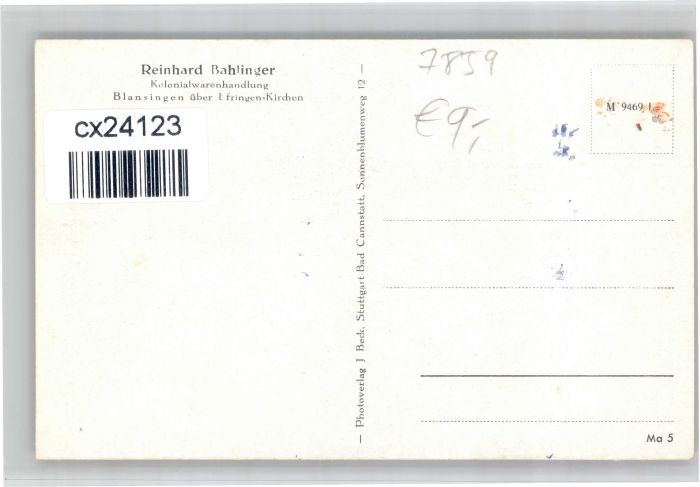 Reinhard Bahlinger
Kolonialwarenhandlung
Blansingen über Efringen-Kirchen
cx24123
— Photoverlag J Beck, Stuttgart Bad Cannstatt, Sonnenblumenweg 12 —
7859
€ 9,-
M 9469 L
Ma 5